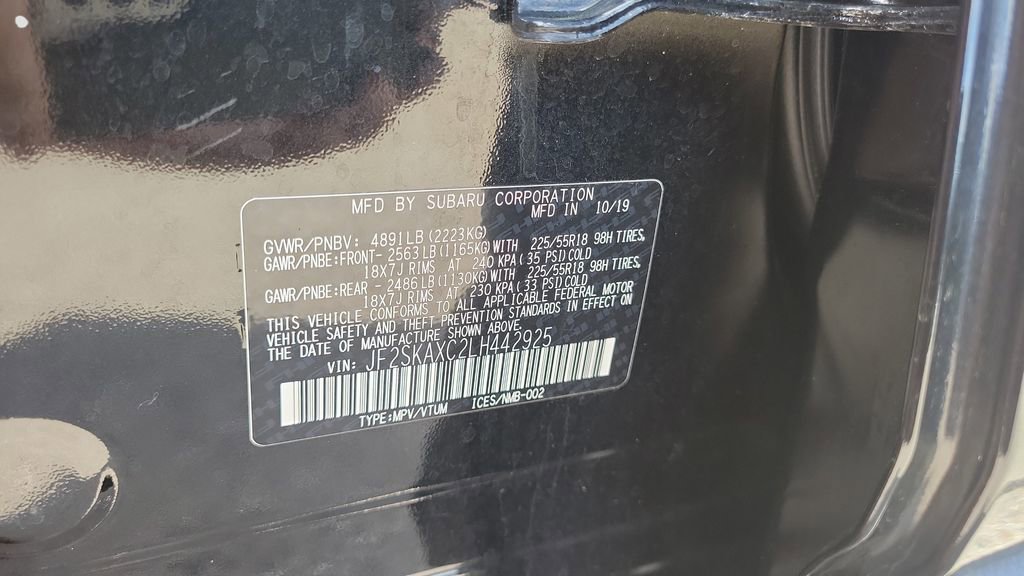 MFD BY SUBARU CORPORATION
MFD IN 10/19
GVWR/PNBV: 4891LB(2223KG)
GAWR/PNBE:FRONT- 2563LB(1165KG)WITH 225/55R18 98H TIRES,
18X7J RIMS AT 240 KPA(35 PSI)COLD
GAWR/PNBE:REAR - 2486LB(1130KG)WITH 225/55R18 98H TIRES,
18X7J RIMS AT 230 KPA(33 PSI)COLD
THIS VEHICLE CONFORMS TO ALL APPLICABLE FEDERAL MOTOR
VEHICLE SAFETY AND THEFT PREVENTION STANDARDS IN EFFECT ON
THE DATE OF MANUFACTURE SHOWN ABOVE.
VIN: JF2SKAXC2LH442925
TYPE:MPV/VTUM ICES/NMB-002